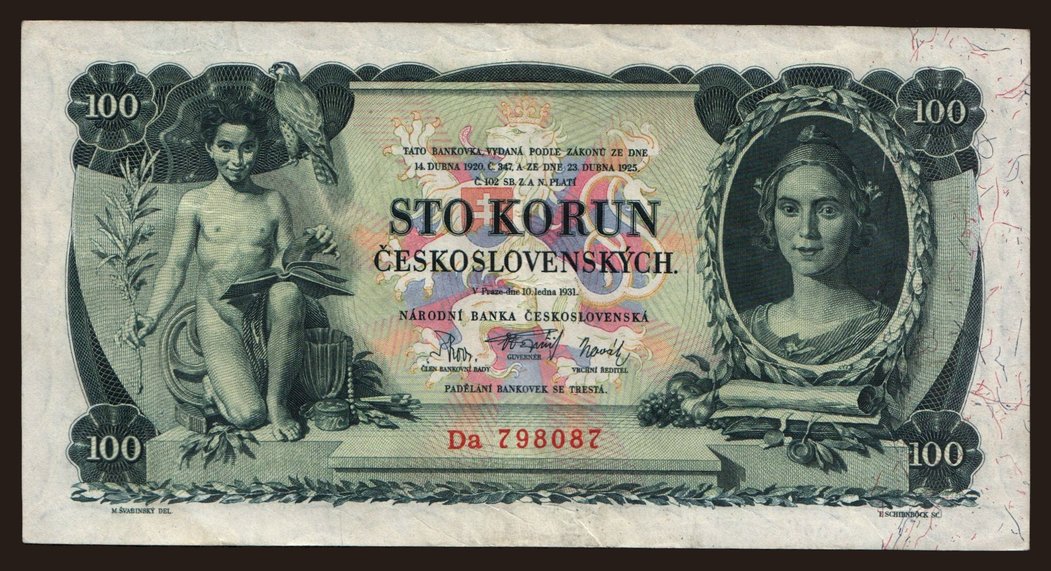 100
100
TATO BANKOVKA, VYDANÁ PODLE ZÁKONŮ ZE DNE
14. DUBNA 1920, Č. 347, A ZE DNE 23. DUBNA 1925,
Č. 102 SB. Z. A N. PLATÍ
STO KORUN
ČESKOSLOVENSKÝCH.
V Praze dne 10. ledna 1931.
NÁRODNÍ BANKA ČESKOSLOVENSKÁ
Novák
ČLEN BANKOVNÍ RADY
GUVERNÉR
VRCHNÍ ŘEDITEL
PADĚLÁNÍ BANKOVEK SE TRESTÁ.
100
Da 798087
100
M. ŠVABINSKÝ DEL.
F. SCHIRNBÖCK SC.